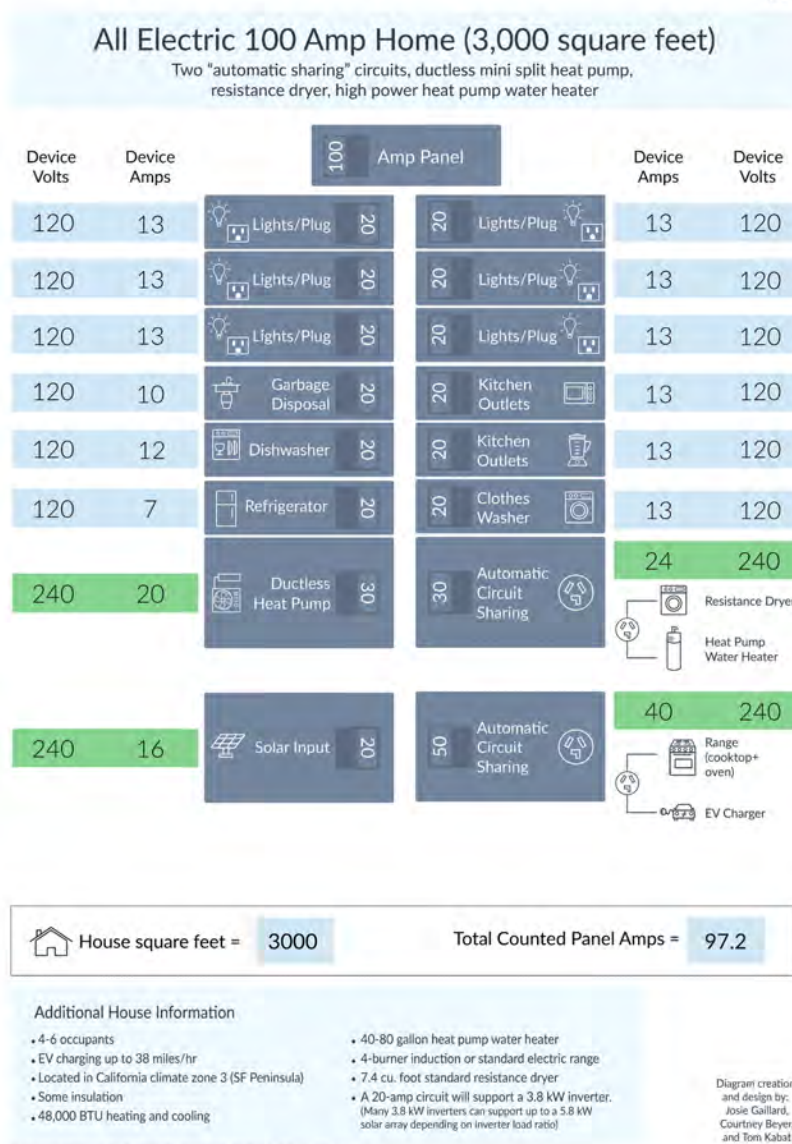 All Electric 100 Amp Home (3,000 square feet)
Two "automatic sharing" circuits, ductless mini split heat pump,
resistance dryer, high power heat pump water heater
Device Volts
Device Amps
100 Amp Panel
Device Amps
Device Volts
120 13 Lights/Plug 20 20 Lights/Plug 13 120
120 13 Lights/Plug 20 20 Lights/Plug 13 120
120 13 Lights/Plug 20 20 Lights/Plug 13 120
120 10 Garbage Disposal 20 20 Kitchen Outlets 13 120
120 12 Dishwasher 20 20 Kitchen Outlets 13 120
120 7 Refrigerator 20 20 Clothes Washer 13 120
240 20 Ductless Heat Pump 30 30 Automatic Circuit Sharing 24 240
Resistance Dryer
Heat Pump
Water Heater
240 16 Solar Input 20 50 Automatic Circuit Sharing 40 240
Range
(cooktop+
oven)
EV Charger
House square feet = 3000 Total Counted Panel Amps = 97.2
Additional House Information
• 4-6 occupants
• EV charging up to 38 miles/hr
• Located in California climate zone 3 (SF Peninsula)
• Some insulation
• 48,000 BTU heating and cooling
• 40-80 gallon heat pump water heater
• 4-burner induction or standard electric range
• 7.4 cu. foot standard resistance dryer
• A 20-amp circuit will support a 3.8 kW inverter.
(Many 3.8 kW inverters can support up to a 5.8 kW
solar array depending on inverter load ratio)
Diagram creation
and design by:
Josie Gaillard,
Courtney Beyer
and Tom Kabat